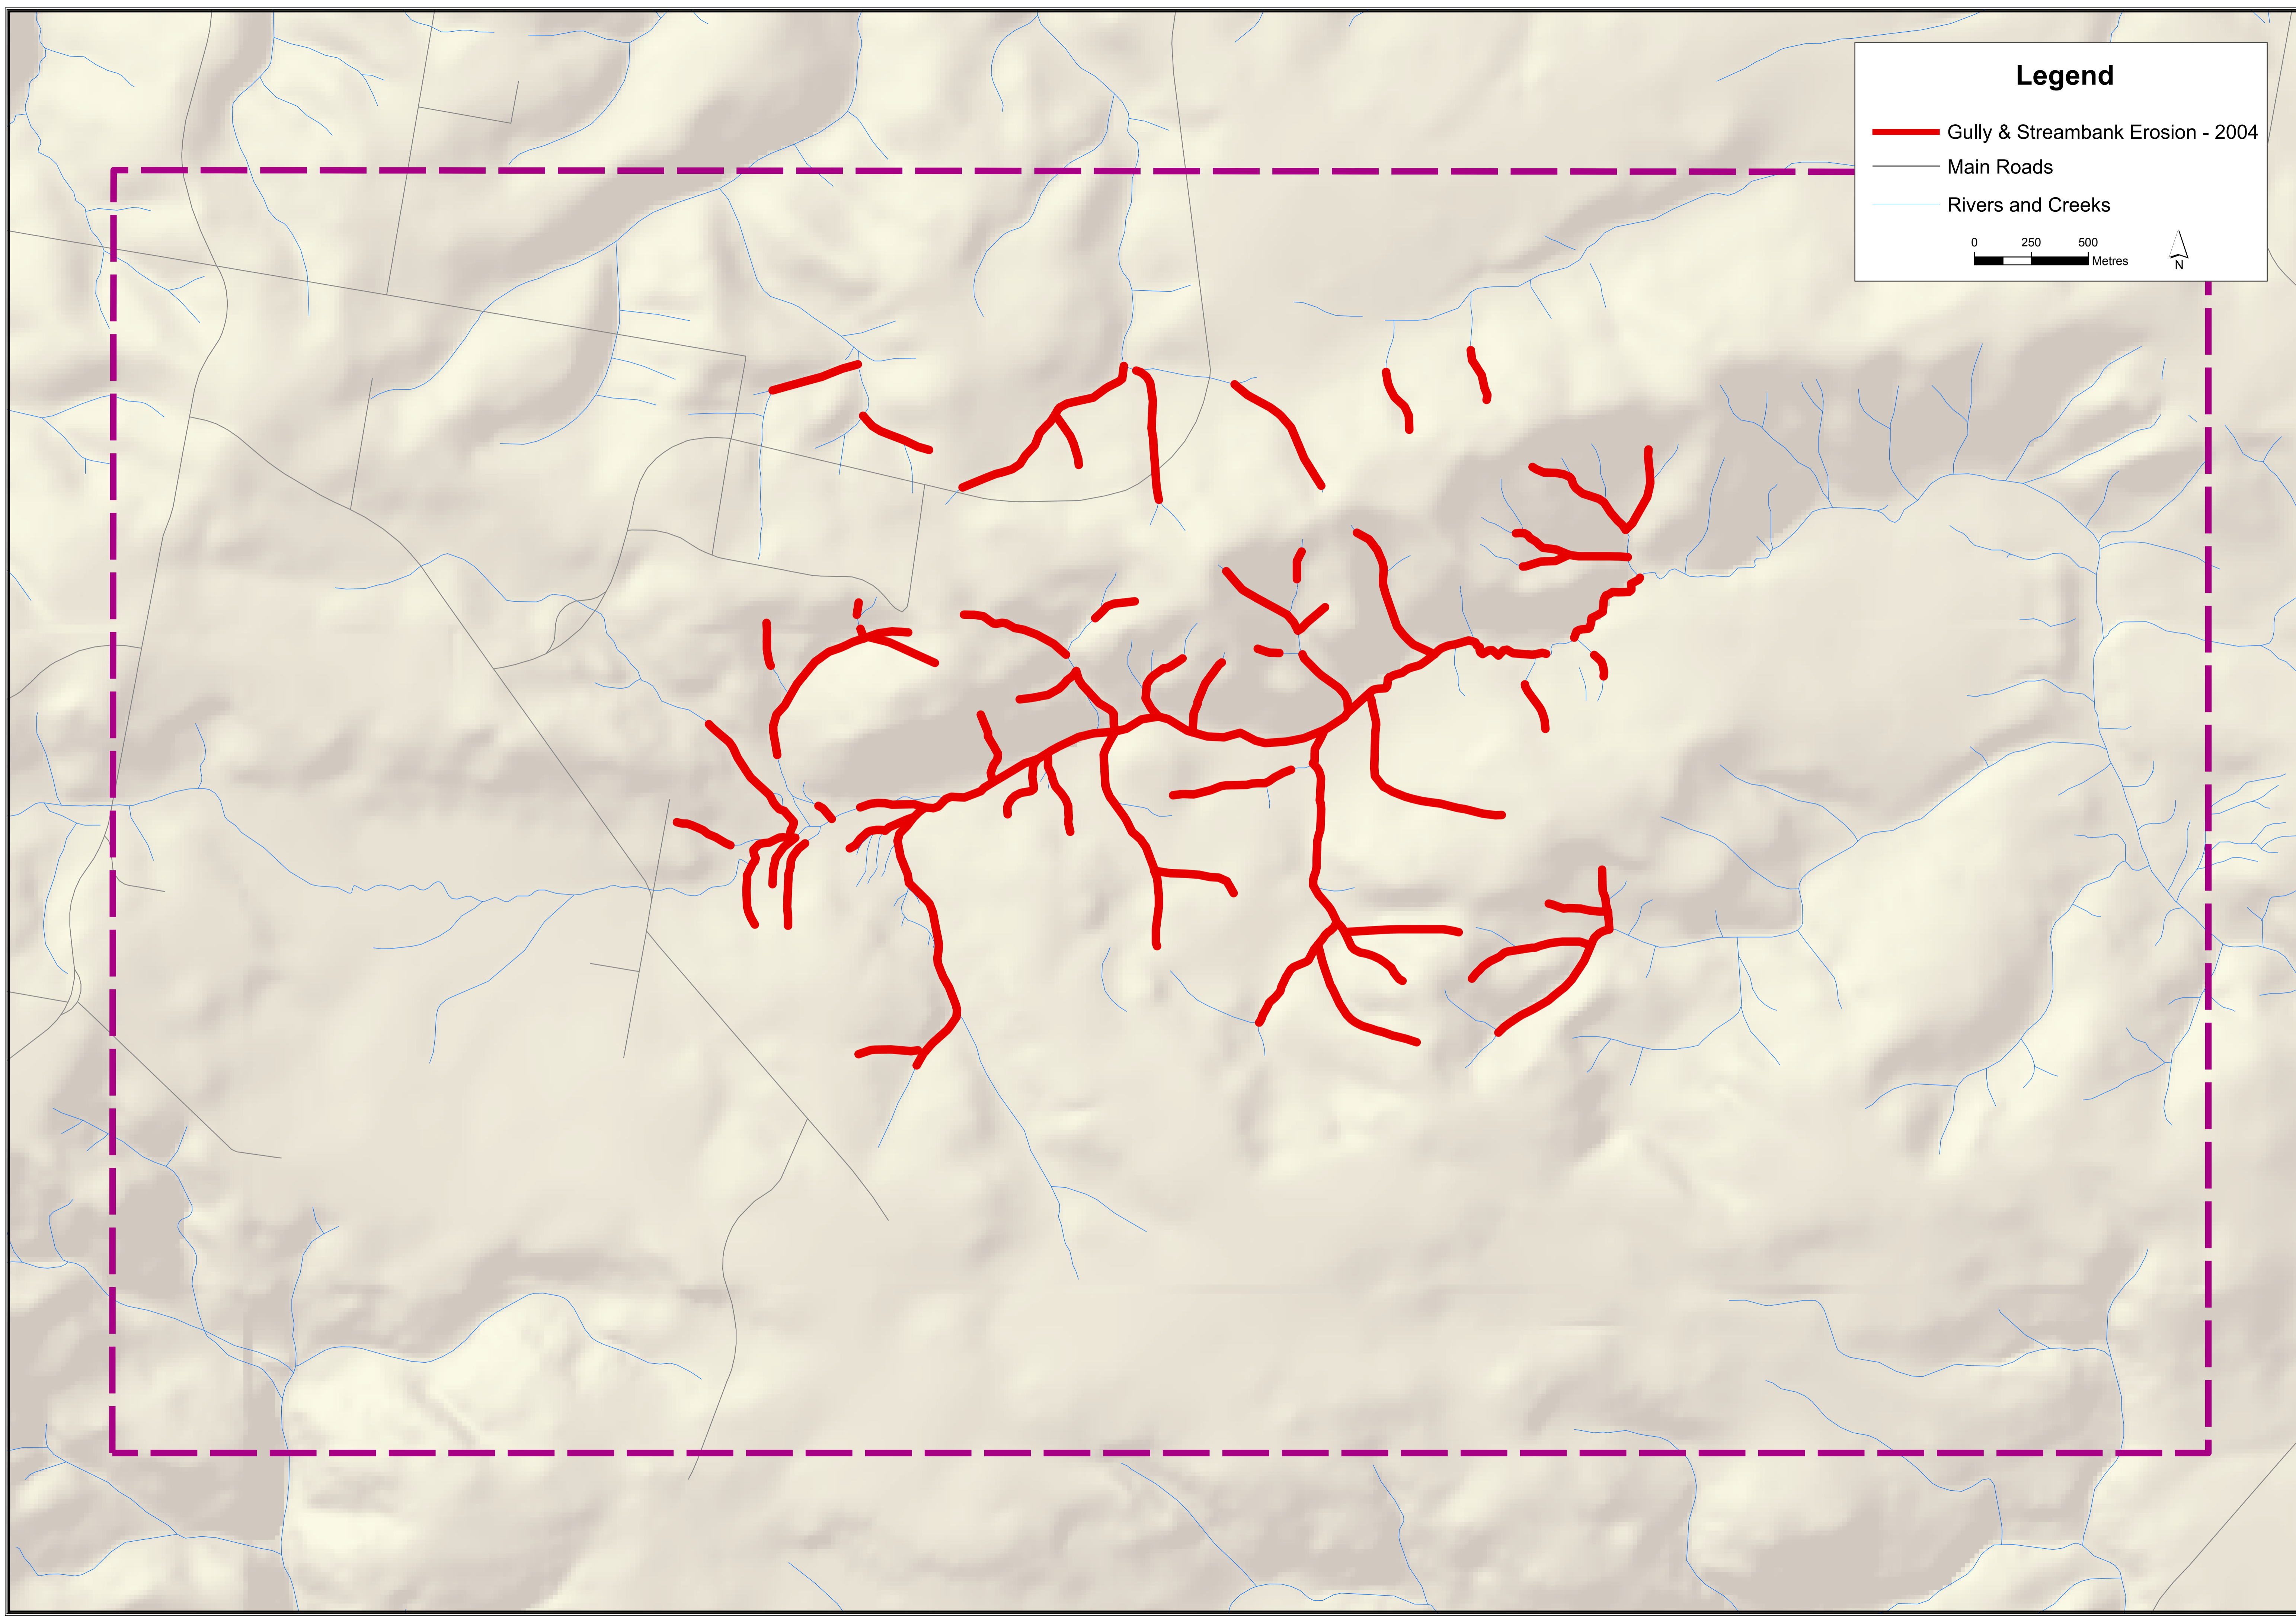 Legend
Gully & Streambank Erosion - 2004
Main Roads
Rivers and Creeks
0 250 500
Metres
N